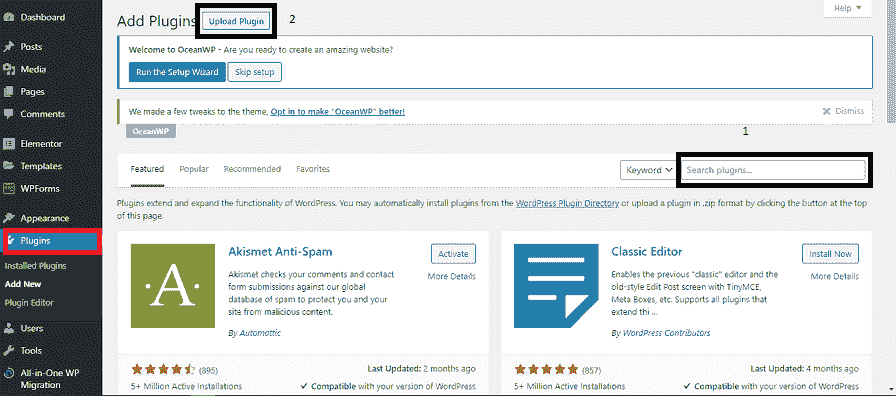 Dashboard
Posts
Media
Pages
Comments
Elementor
Templates
WPForms
Appearance
Plugins
Installed Plugins
Add New
Plugin Editor
Users
Tools
All-in-One WP
Migration
Add Plugins
Upload Plugin
2
Help
Welcome to OceanWP - Are you ready to create an amazing website?
Run the Setup Wizard
Skip setup
We made a few tweaks to the theme, Opt in to make "OceanWP" better!
Dismiss
OceanWP
1
Featured Popular Recommended Favorites
Keyword
Search plugins...
Plugins extend and expand the functionality of WordPress. You may automatically install plugins from the WordPress Plugin Directory or upload a plugin in .zip format by clicking the button at the top
of this page.
A
Akismet Anti-Spam
Activate
More Details
Akismet checks your comments and contact
form submissions against our global
database of spam to protect you and your
site from malicious content.
By Automattic
(895)
Last Updated: 2 months ago
5+ Million Active Installations
Compatible with your version of WordPress
Classic Editor
Install Now
More Details
Enables the previous "classic" editor and the
old-style Edit Post screen with TinyMCE,
Meta Boxes, etc. Supports all plugins that
extend thi ...
By WordPress Contributors
(857)
Last Updated: 4 months ago
5+ Million Active Installations
Compatible with your version of WordPress